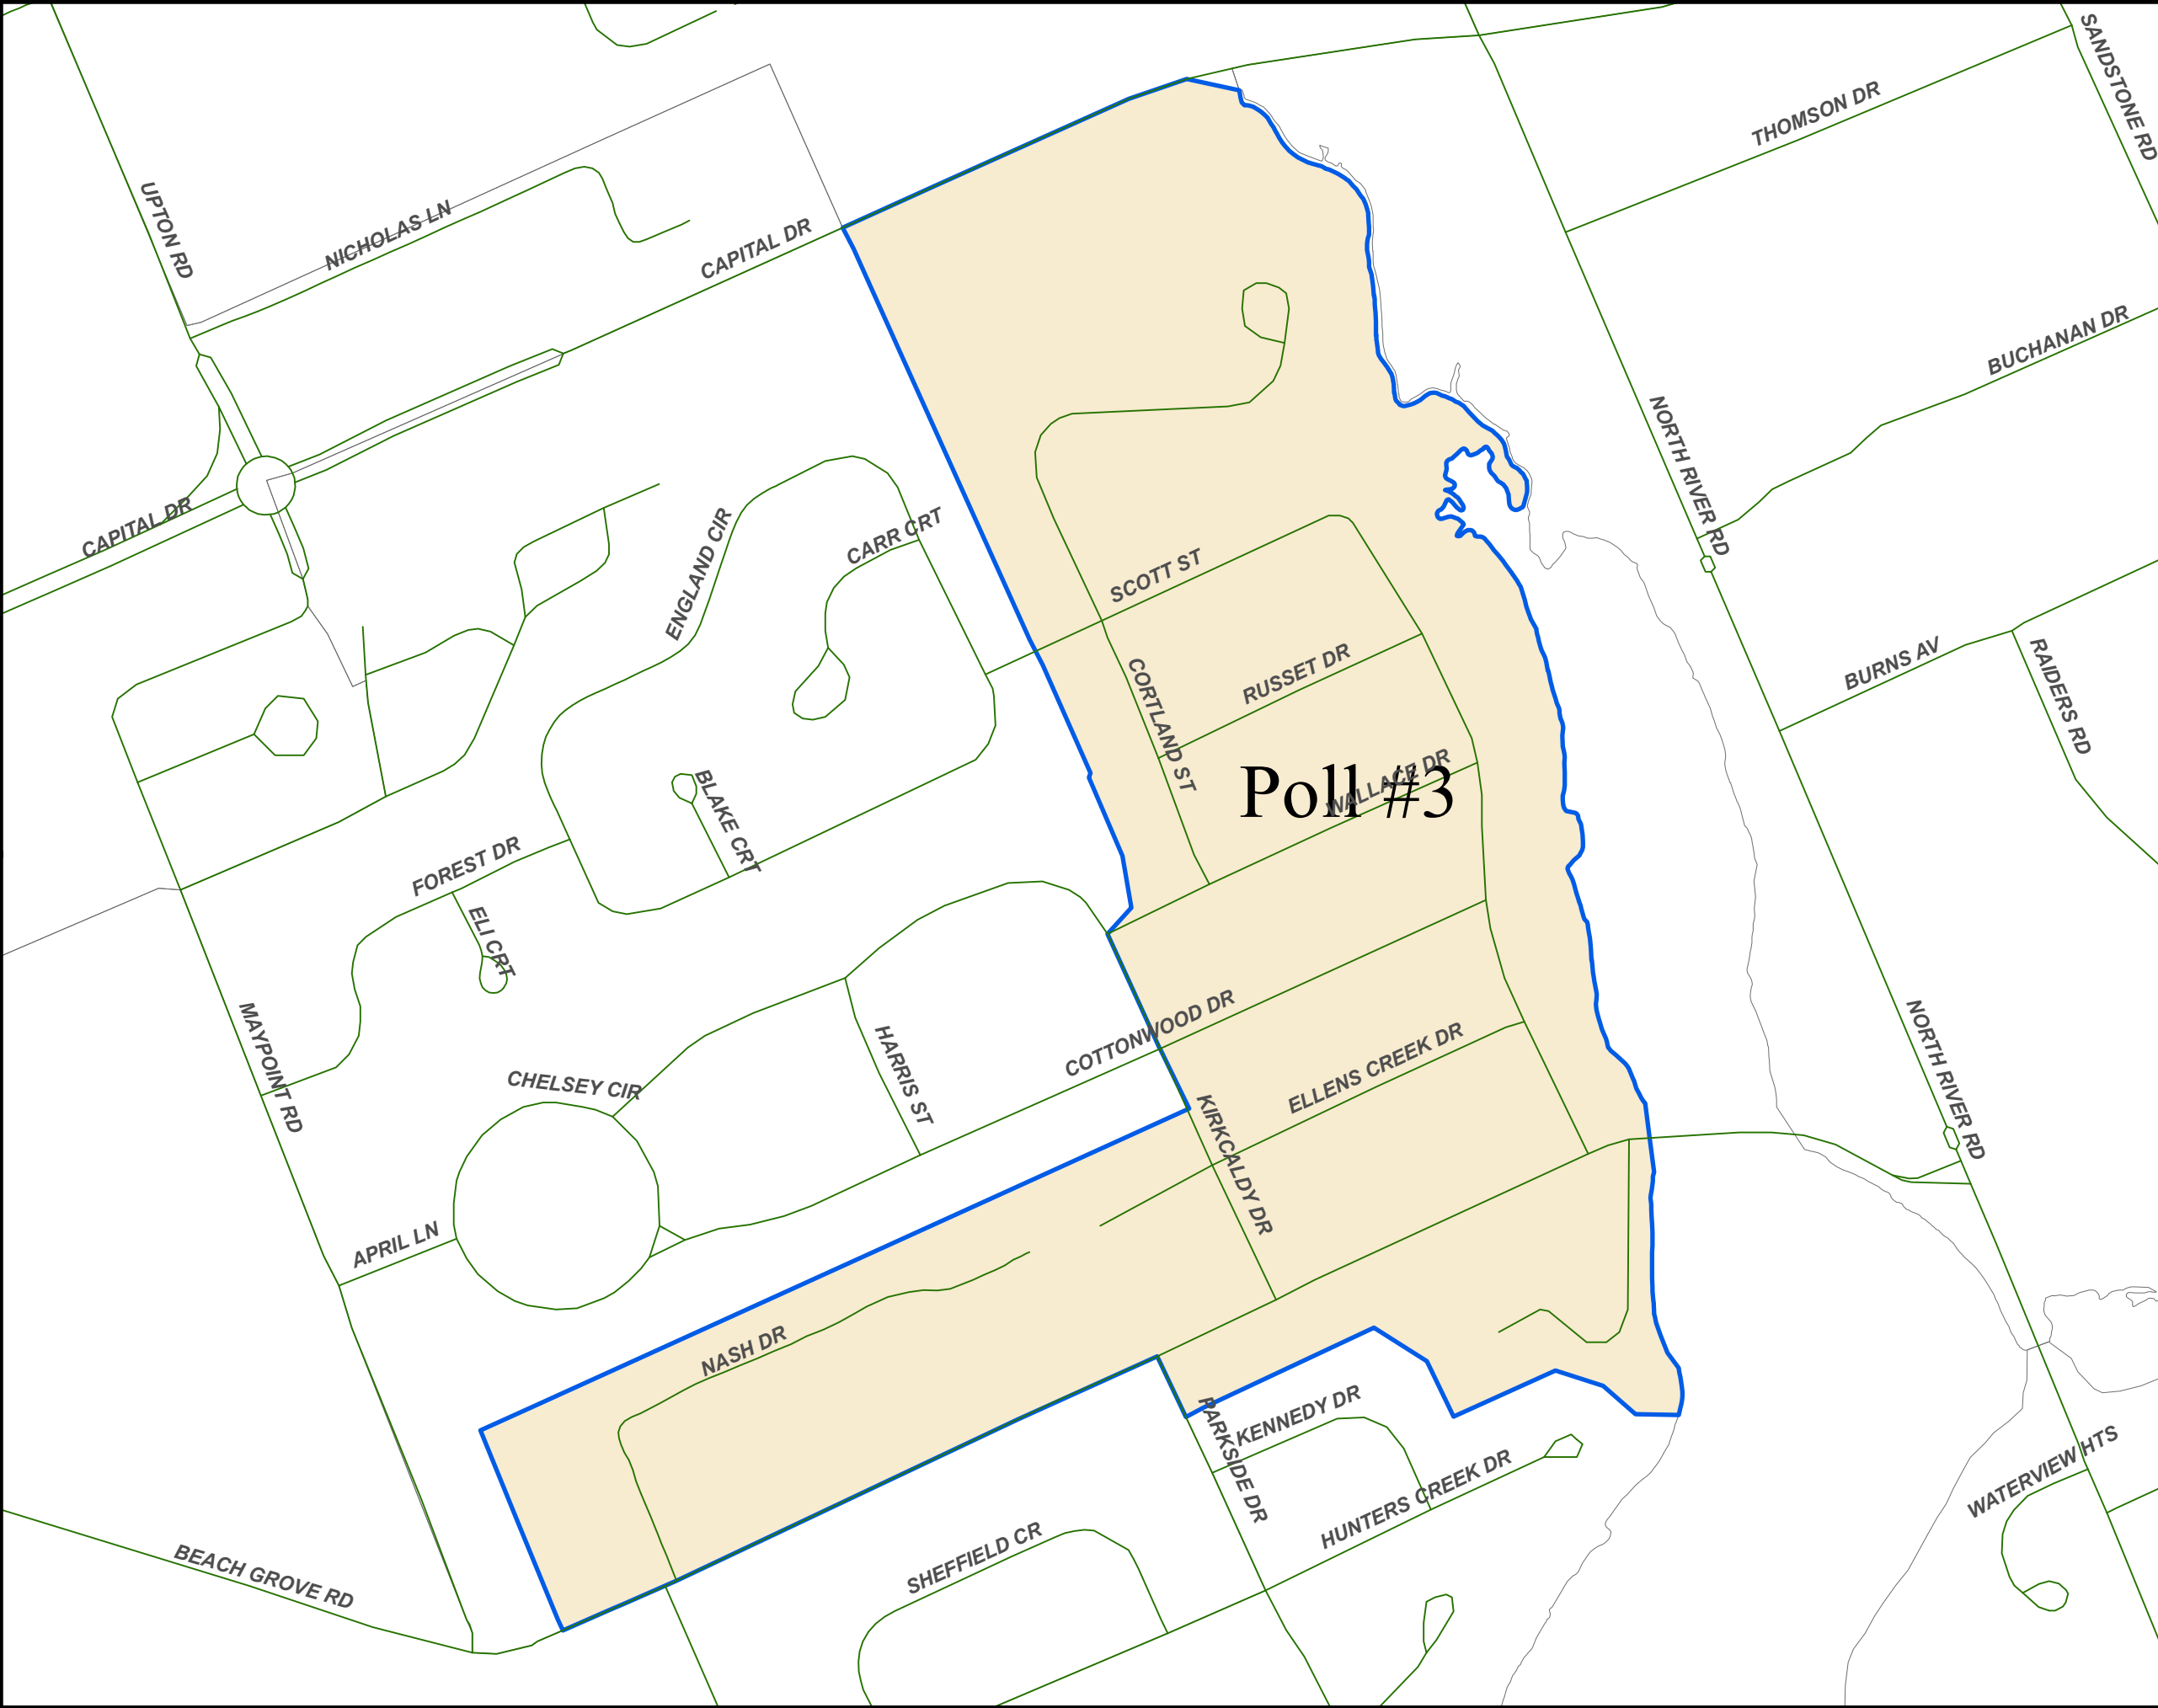 SANDSTONE RD
THOMSON DR
UPTON RD
NICHOLAS LN
CAPITAL DR
BUCHANAN DR
NORTH RIVER RD
CAPITAL DR
ENGLAND CIR
CARR CRT
SCOTT ST
BURNS AV
RAIDERS RD
RUSSET DR
CORTLAND ST
WALLACE DR
Poll #3
BLAKE CRT
FOREST DR
ELI CRT
MAYPOINT RD
COTTONWOOD DR
HARRIS ST
CHELSEY CIR
ELLENS CREEK DR
NORTH RIVER RD
KIRKCALDY DR
APRIL LN
NASH DR
KENNEDY DR
PARKSIDE DR
HUNTERS CREEK DR
WATERVIEW HTS
SHEFFIELD CR
BEACH GROVE RD